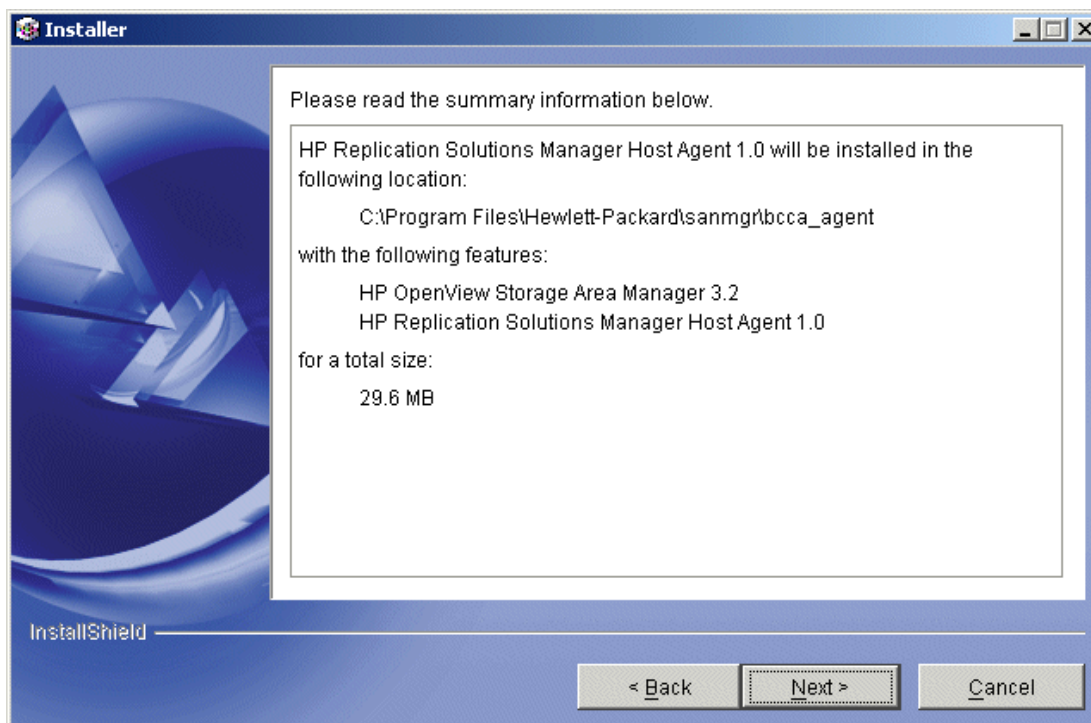 Installer
Please read the summary information below.
HP Replication Solutions Manager Host Agent 1.0 will be installed in the
following location:
C:\Program Files\Hewlett-Packard\sanmgr\bcca_agent
with the following features:
HP OpenView Storage Area Manager 3.2
HP Replication Solutions Manager Host Agent 1.0
for a total size:
29.6 MB
InstallShield
< Back
Next >
Cancel